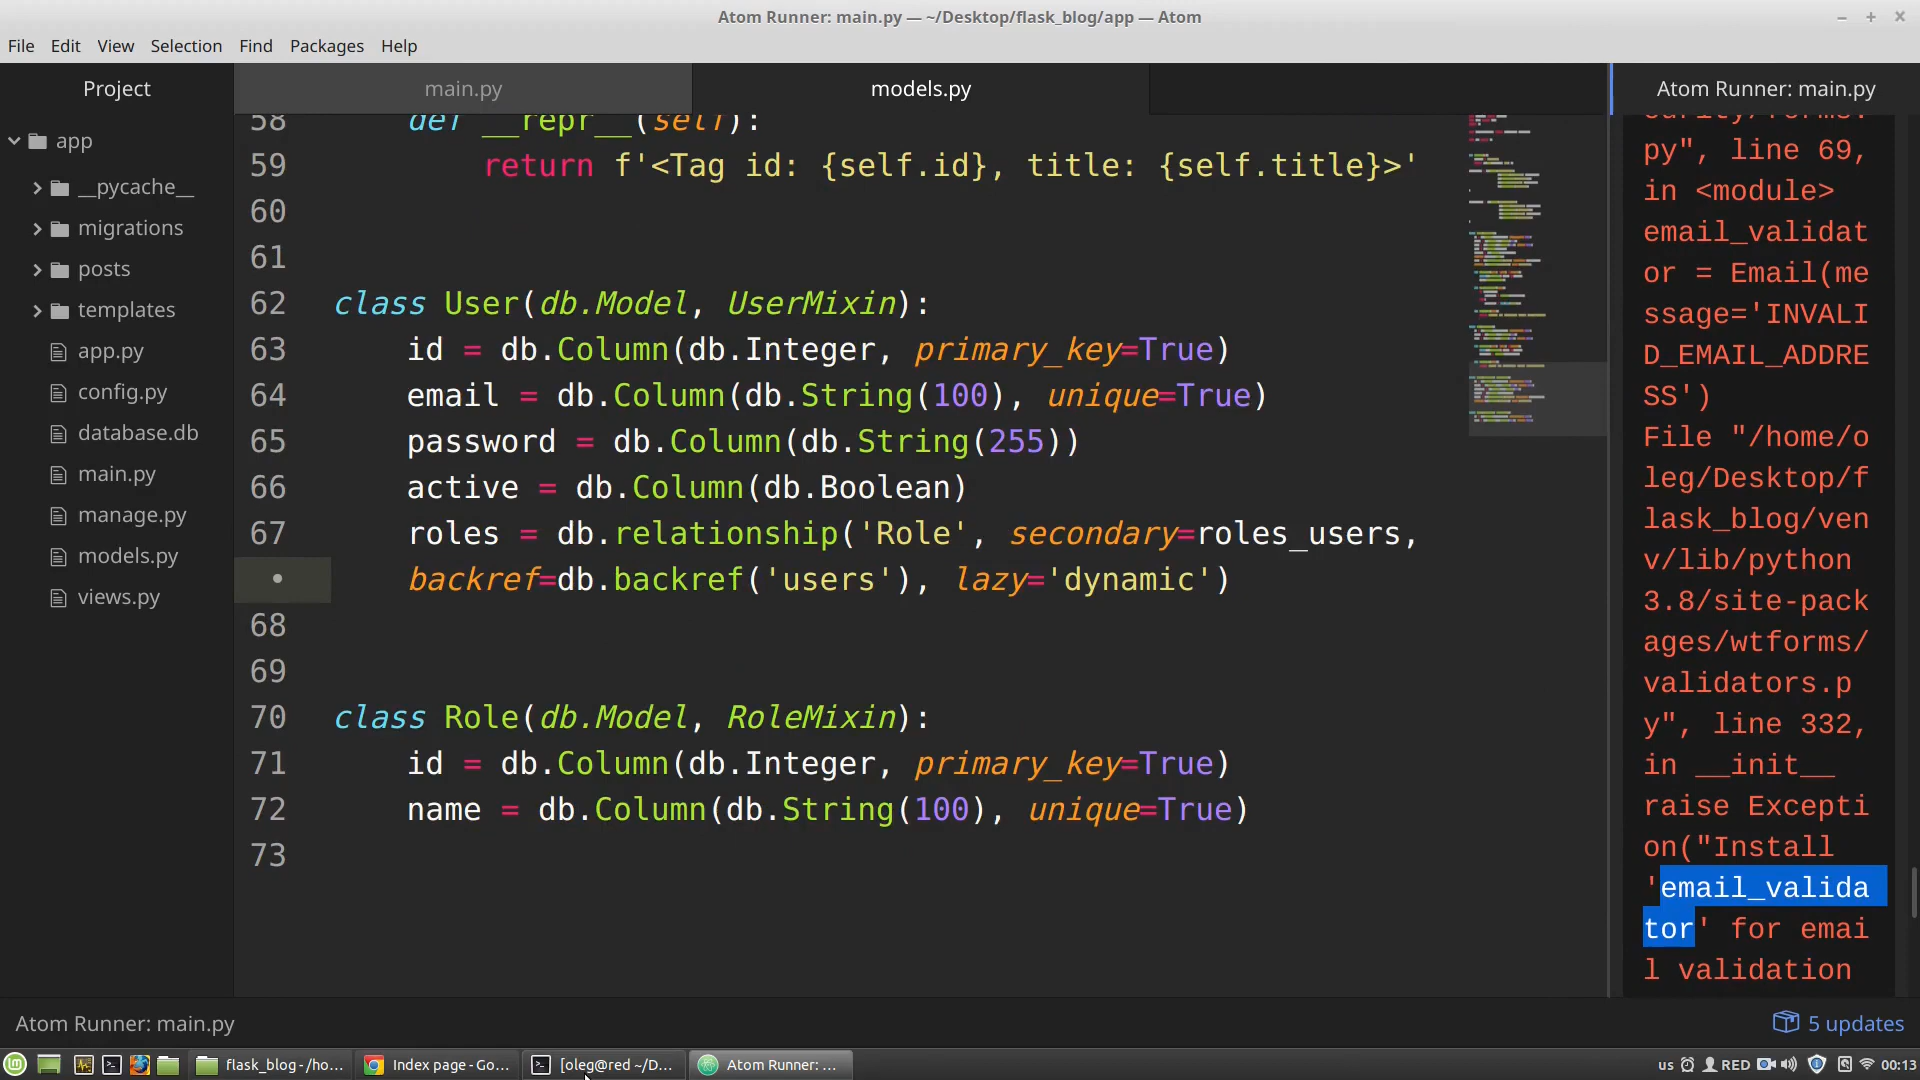 Atom Runner: main.py — ~/Desktop/flask_blog/app — Atom
File Edit View Selection Find Packages Help
Project
app
__pycache__
migrations
posts
templates
app.py
config.py
database.db
main.py
manage.py
models.py
views.py
main.py
models.py
58 def __repr__(self):
59 return f'<Tag id: {self.id}, title: {self.title}>'
60
61
62 class User(db.Model, UserMixin):
63 id = db.Column(db.Integer, primary_key=True)
64 email = db.Column(db.String(100), unique=True)
65 password = db.Column(db.String(255))
66 active = db.Column(db.Boolean)
67 roles = db.relationship('Role', secondary=roles_users,
• backref=db.backref('users'), lazy='dynamic')
68
69
70 class Role(db.Model, RoleMixin):
71 id = db.Column(db.Integer, primary_key=True)
72 name = db.Column(db.String(100), unique=True)
73
Atom Runner: main.py
curity/forms.
py", line 69,
in <module>
email_validat
or = Email(me
ssage='INVALI
D_EMAIL_ADDRE
SS')
File "/home/o
leg/Desktop/f
lask_blog/ven
v/lib/python
3.8/site-pack
ages/wtforms/
validators.p
y", line 332,
in __init__
raise Excepti
on("Install
'email_valida
tor' for emai
l validation
Atom Runner: main.py
5 updates
flask_blog - /ho...
Index page - Go...
[oleg@red ~/D...
Atom Runner: ...
us
RED
00:13